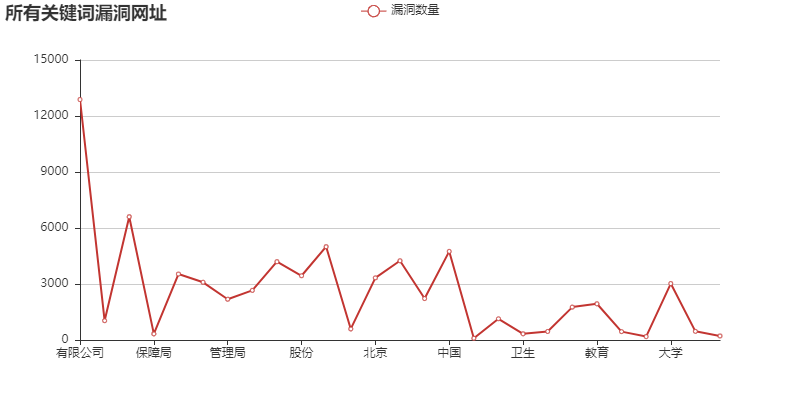 所有关键词漏洞网址
漏洞数量
15000
12000
9000
6000
3000
0
有限公司 保障局 管理局 股份 北京 中国 卫生 教育 大学